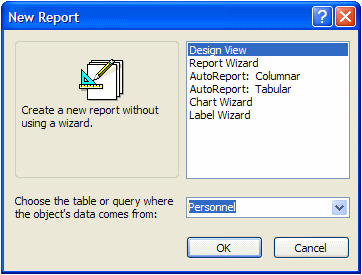 New Report
Create a new report without
using a wizard.
Design View
Report Wizard
AutoReport: Columnar
AutoReport: Tabular
Chart Wizard
Label Wizard
Choose the table or query where
the object's data comes from:
Personnel
OK
Cancel